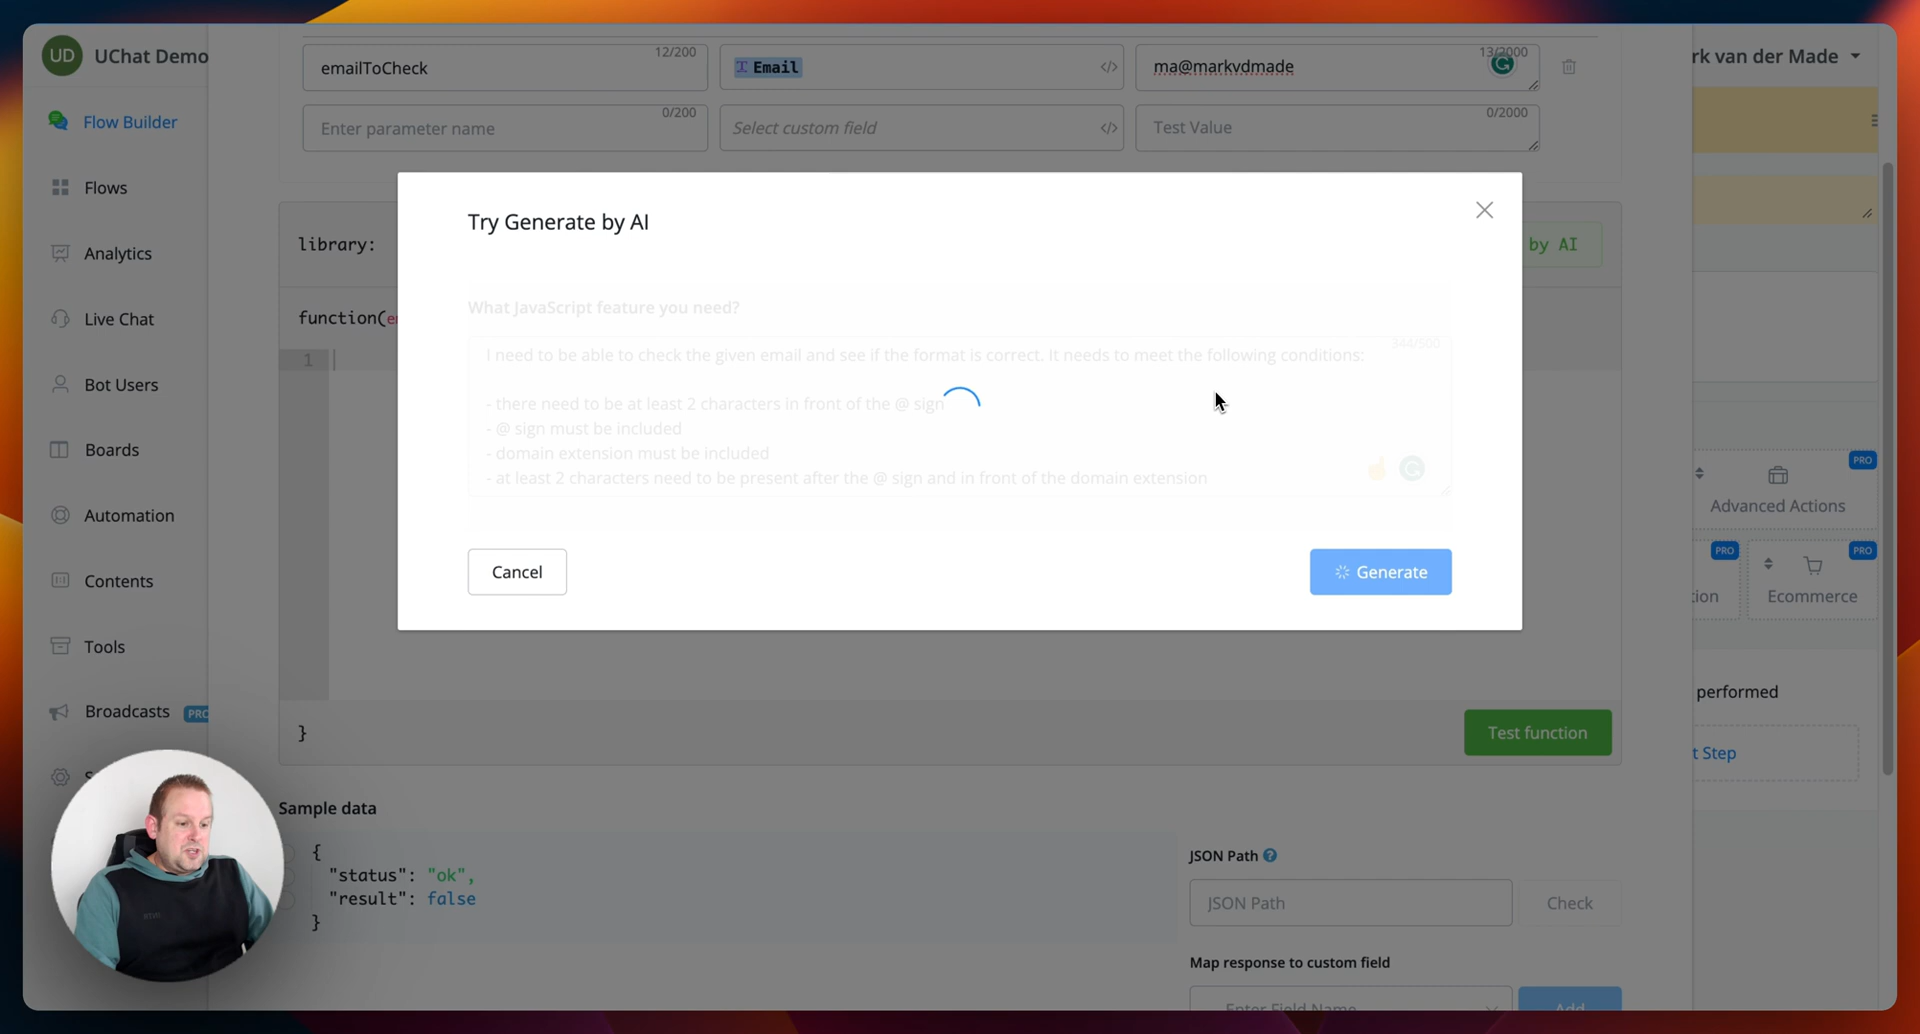 UD UChat Demo
rk van der Made
Flow Builder
Flows
Analytics
Live Chat
Bot Users
Boards
Automation
Contents
Tools
Broadcasts PRO
12/200
emailToCheck
Email
</>
13/2000
ma@markvdmade
0/200
Enter parameter name
Select custom field
</>
0/2000
Test Value
library:
by AI
function(
1
Try Generate by AI
What JavaScript feature you need?
344/500
I need to be able to check the given email and see if the format is correct. It needs to meet the following conditions:
- there need to be at least 2 characters in front of the @ sign
- @ sign must be included
- domain extension must be included
- at least 2 characters need to be present after the @ sign and in front of the domain extension
Cancel
Generate
}
Test function
Sample data
{
"status": "ok",
"result": false
}
JSON Path
JSON Path
Check
Map response to custom field
Enter Field Name
Add
PRO
Advanced Actions
PRO
PRO
tion
Ecommerce
performed
t Step